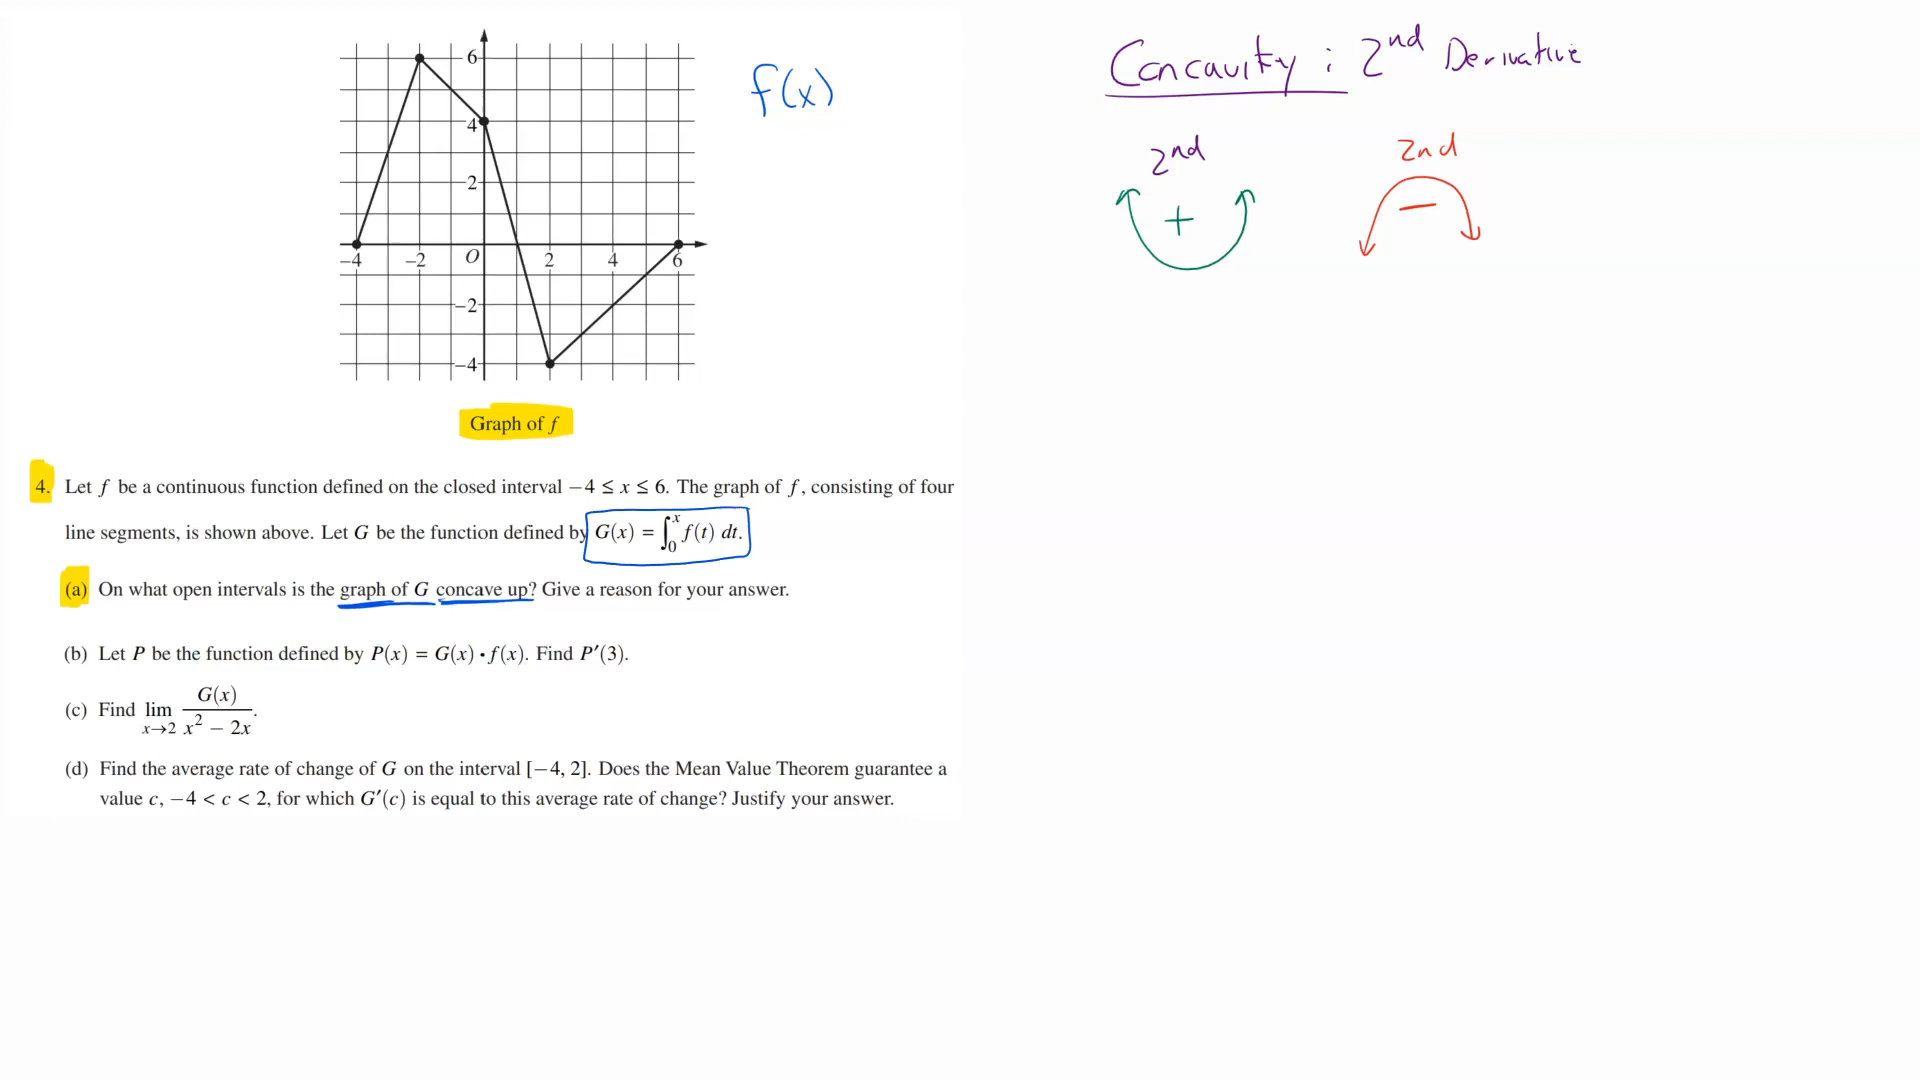 6
4
2
−4 −2 O 2 4 6
−2
−4
f(x)
Graph of f
4. Let f be a continuous function defined on the closed interval −4 ≤ x ≤ 6. The graph of f, consisting of four
line segments, is shown above. Let G be the function defined by G(x) = ∫₀ˣ f(t) dt.
(a) On what open intervals is the graph of G concave up? Give a reason for your answer.
(b) Let P be the function defined by P(x) = G(x) • f(x). Find P′(3).
(c) Find lim x→2 G(x) / x² − 2x.
(d) Find the average rate of change of G on the interval [−4, 2]. Does the Mean Value Theorem guarantee a
value c, −4 < c < 2, for which G′(c) is equal to this average rate of change? Justify your answer.
Concavity : 2nd Derivative
2nd 2nd
+ −